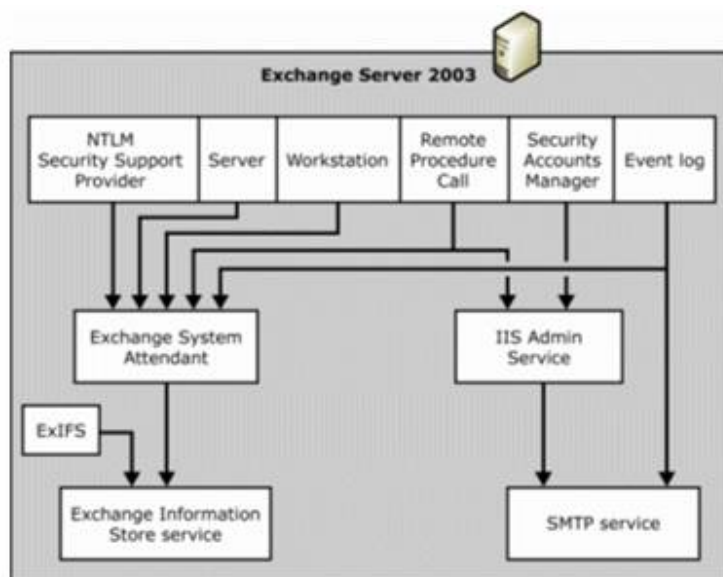 Exchange Server 2003
NTLM
Security Support
Provider
Server
Workstation
Remote
Procedure
Call
Security
Accounts
Manager
Event log
Exchange System
Attendant
IIS Admin
Service
ExIFS
Exchange Information
Store service
SMTP service